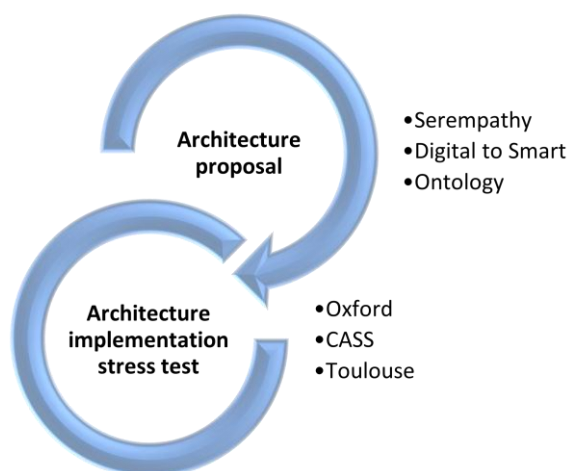 Architecture
proposal
•Serempathy
•Digital to Smart
•Ontology
Architecture
implementation
stress test
•Oxford
•CASS
•Toulouse